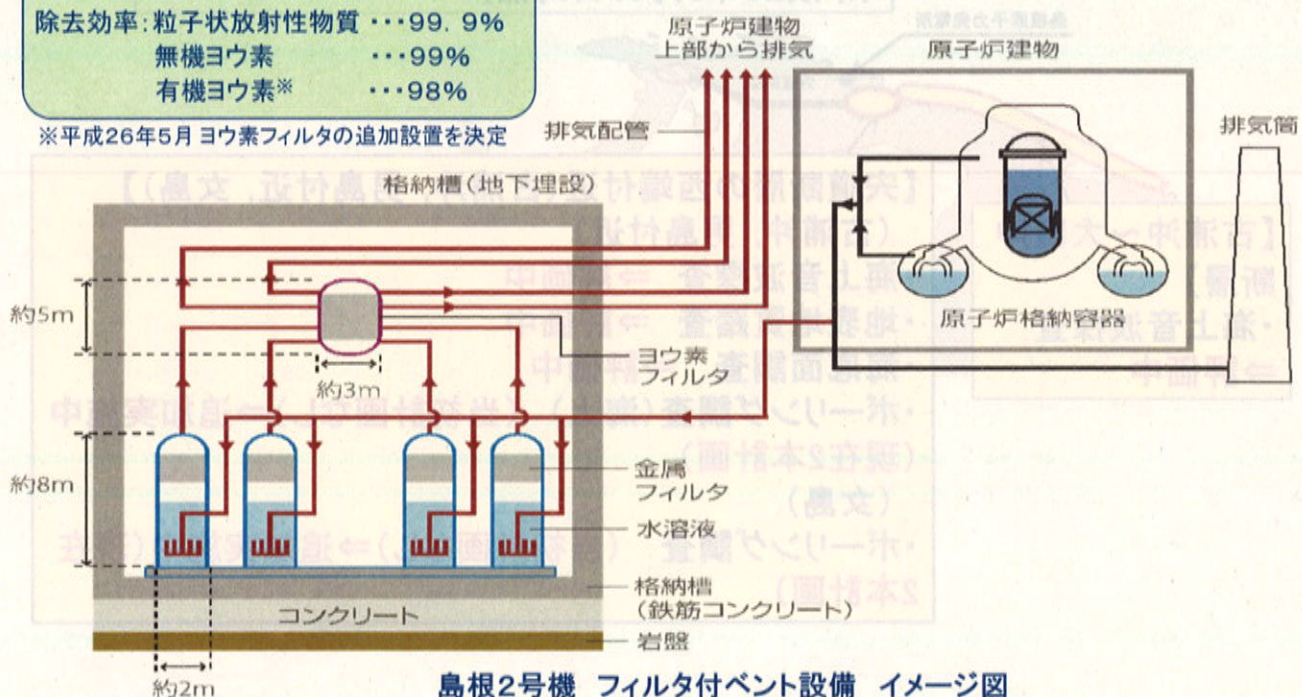 除去効率:粒子状放射性物質 ・・・99. 9%
無機ヨウ素 ・・・99%
有機ヨウ素※ ・・・98%
※平成26年5月 ヨウ素フィルタの追加設置を決定
原子炉建物
上部から排気
原子炉建物
排気配管
排気筒
格納槽(地下埋設)
原子炉格納容器
約5m
約3m
ヨウ素
フィルタ
約8m
金属
フィルタ
水溶液
格納槽
(鉄筋コンクリート)
コンクリート
岩盤
約2m
島根2号機 フィルタ付ベント設備 イメージ図